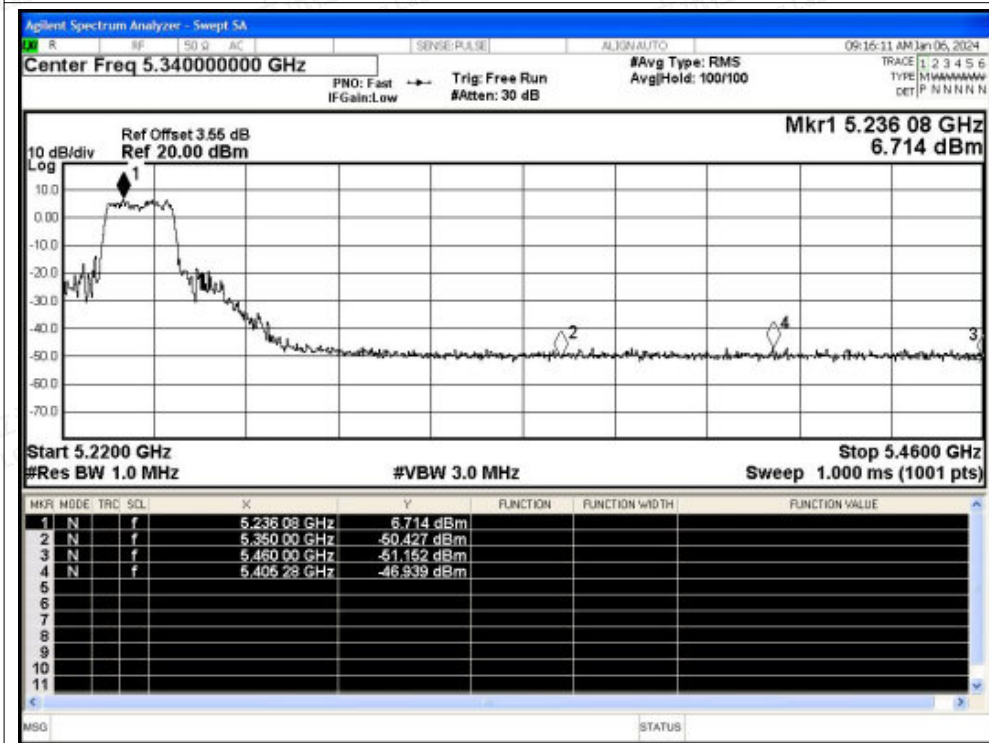 Agilent Spectrum Analyzer - Swept SA
R RF 50 Ω AC SENSE:PULSE ALIGNAUTO 09:16:11 AM Jan 06, 2024
Center Freq 5.340000000 GHz
PNO: Fast
IFGain:Low
Trig: Free Run
#Atten: 30 dB
#Avg Type: RMS
Avg|Hold: 100/100
TRACE 1 2 3 4 5 6
TYPE M
DET P N N N N N
Ref Offset 3.55 dB
10 dB/div Ref 20.00 dBm
Mkr1 5.236 08 GHz
6.714 dBm
Log
1
10.0
0.00
-10.0
-20.0
-30.0
-40.0
2
4
3
-50.0
-60.0
-70.0
Start 5.2200 GHz Stop 5.4600 GHz
#Res BW 1.0 MHz #VBW 3.0 MHz Sweep 1.000 ms (1001 pts)
MKR MODE TRC SCL X Y FUNCTION FUNCTION WIDTH FUNCTION VALUE
1 N f 5.236 08 GHz 6.714 dBm
2 N f 5.350 00 GHz -50.427 dBm
3 N f 5.460 00 GHz -51.152 dBm
4 N f 5.405 28 GHz -46.939 dBm
5
6
7
8
9
10
11
MSG STATUS